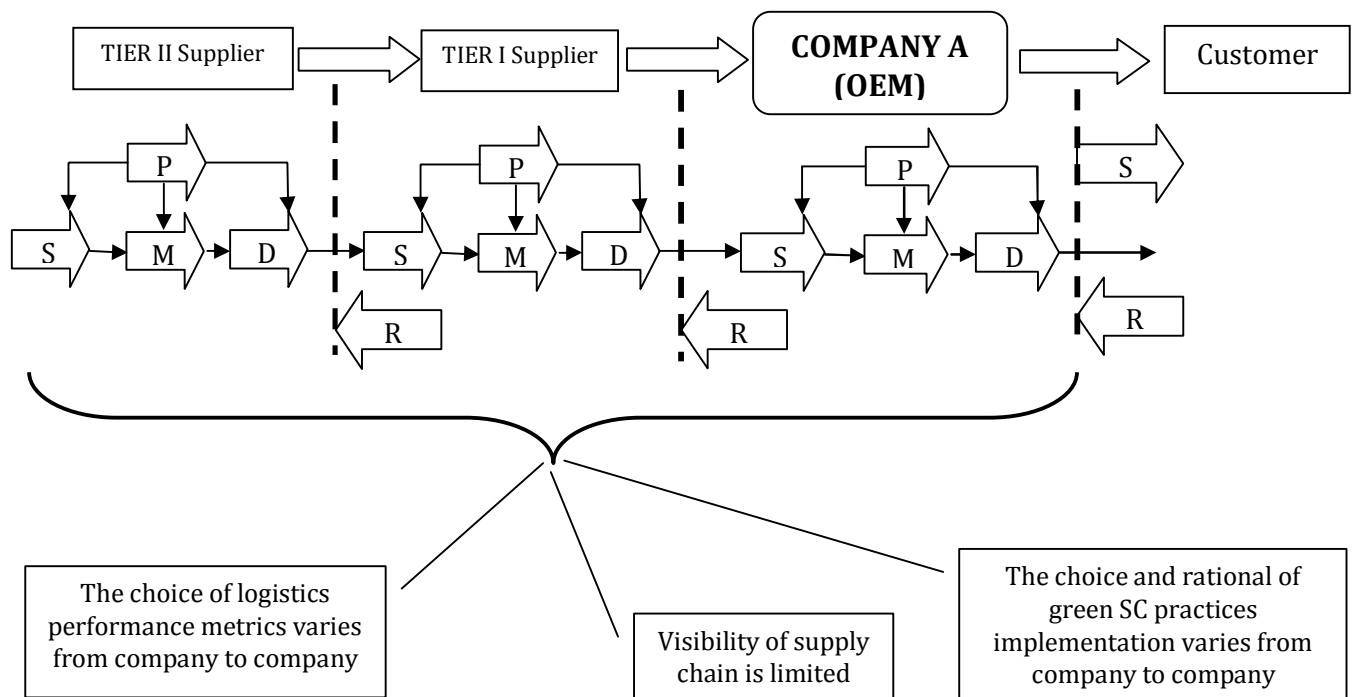 TIER II Supplier
TIER I Supplier
COMPANY A
(OEM)
Customer
P
P
P
S
S
M
D
S
M
D
S
M
D
R
R
R
The choice of logistics
performance metrics varies
from company to company
Visibility of supply
chain is limited
The choice and rational of
green SC practices
implementation varies from
company to company